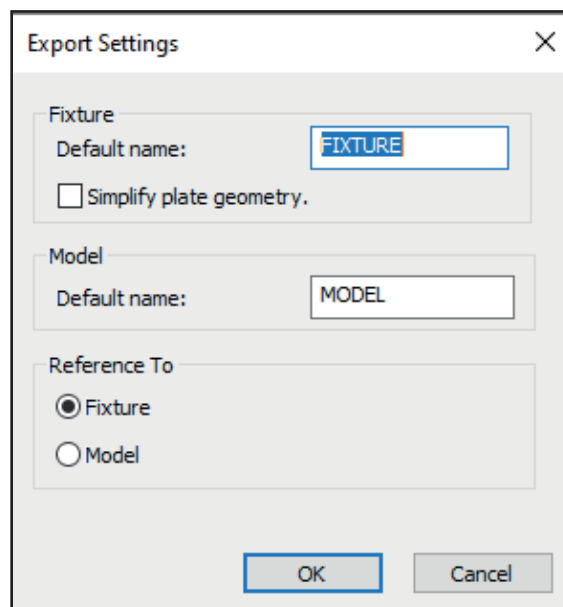 Export Settings
Fixture
Default name: FIXTURE
Simplify plate geometry.
Model
Default name: MODEL
Reference To
Fixture
Model
OK Cancel